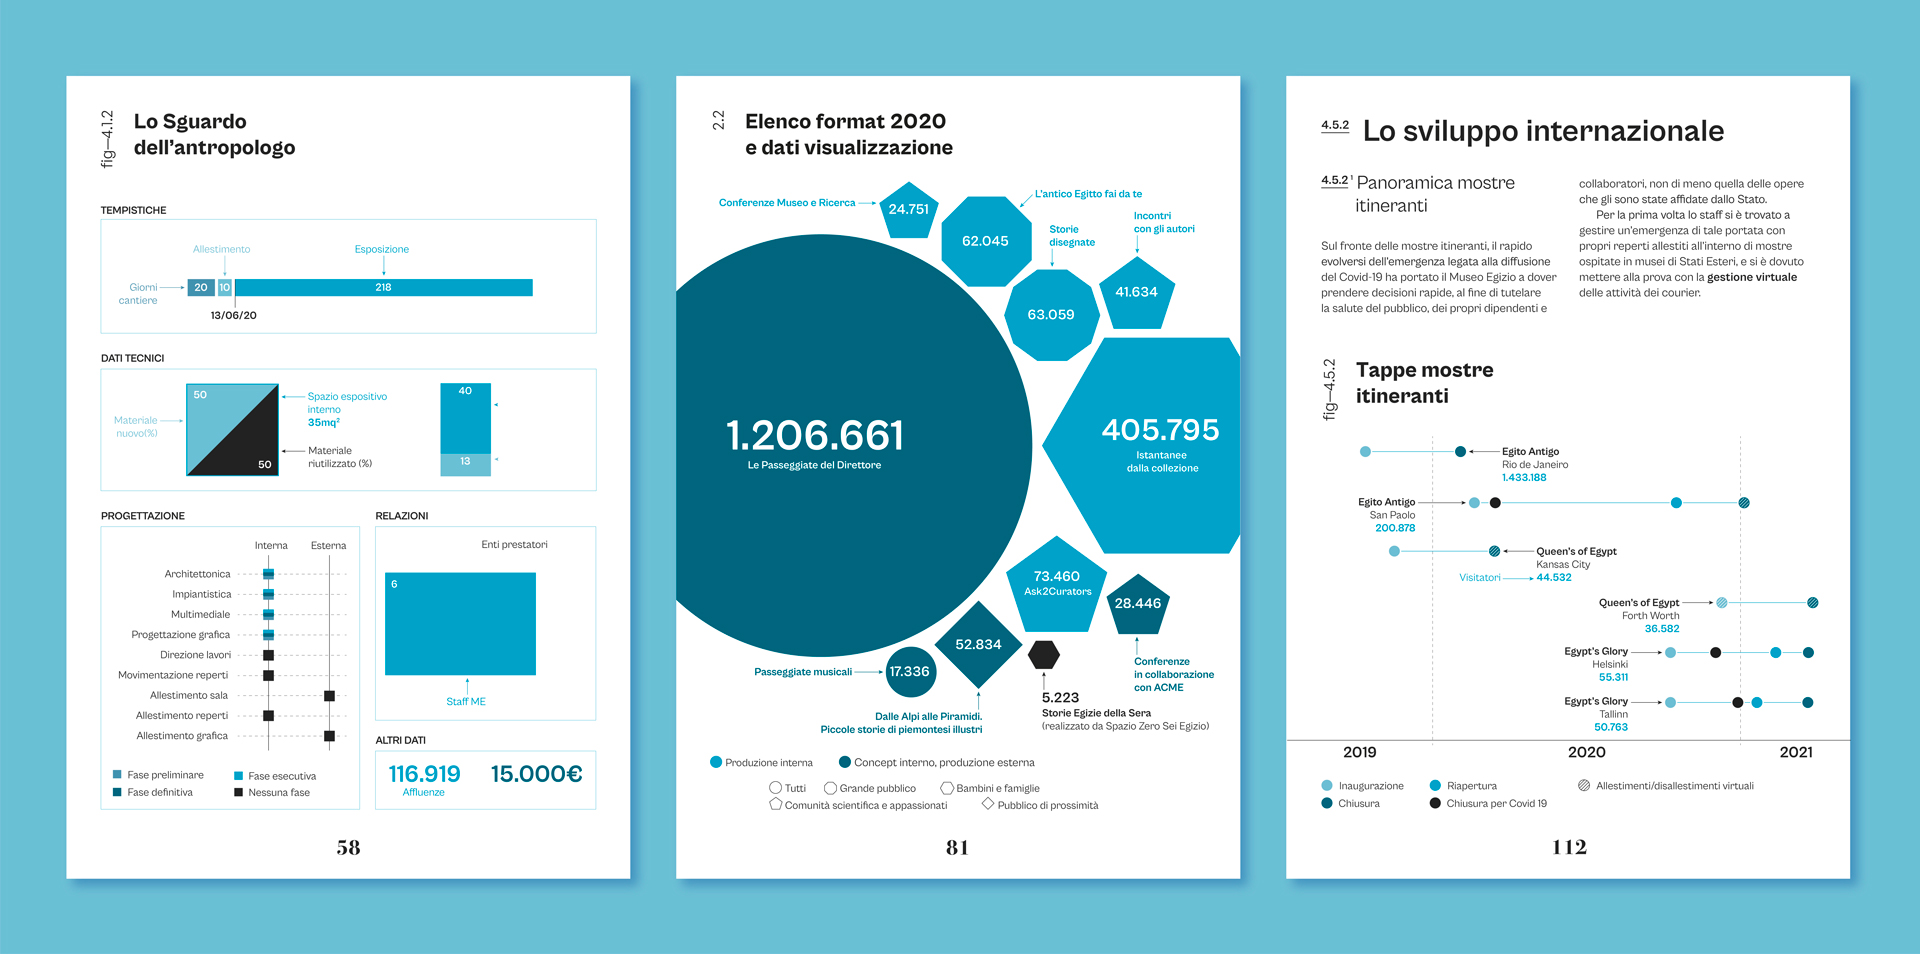 fig—4.1.2
Lo Sguardo
dell’antropologo
TEMPISTICHE
Allestimento
Esposizione
Giorni
cantiere
20
10
218
13/06/20
DATI TECNICI
Materiale
nuovo(%)
50
50
Spazio espositivo
interno
35mq²
Materiale
riutilizzato (%)
40
13
PROGETTAZIONE
Interna
Esterna
Architettonica
Impiantistica
Multimediale
Progettazione grafica
Direzione lavori
Movimentazione reperti
Allestimento sala
Allestimento reperti
Allestimento grafica
Fase preliminare
Fase esecutiva
Fase definitiva
Nessuna fase
RELAZIONI
Enti prestatori
6
Staff ME
ALTRI DATI
116.919
Affluenze
15.000€
58
2.2
Elenco format 2020
e dati visualizzazione
Conferenze Museo e Ricerca
24.751
L’antico Egitto fai da te
62.045
Storie
disegnate
63.059
Incontri
con gli autori
41.634
1.206.661
Le Passeggiate del Direttore
405.795
Istantanee
dalla collezione
73.460
Ask2Curators
28.446
Conferenze
in collaborazione
con ACME
52.834
Passeggiate musicali
17.336
Dalle Alpi alle Piramidi.
Piccole storie di piemontesi illustri
5.223
Storie Egizie della Sera
(realizzato da Spazio Zero Sei Egizio)
Produzione interna
Concept interno, produzione esterna
Tutti
Grande pubblico
Bambini e famiglie
Comunità scientifica e appassionati
Pubblico di prossimità
81
4.5.2
Lo sviluppo internazionale
4.5.2¹
Panoramica mostre
itineranti
Sul fronte delle mostre itineranti, il rapido
evolversi dell’emergenza legata alla diffusione
del Covid-19 ha portato il Museo Egizio a dover
prendere decisioni rapide, al fine di tutelare
la salute del pubblico, dei propri dipendenti e
collaboratori, non di meno quella delle opere
che gli sono state affidate dallo Stato.
Per la prima volta lo staff si è trovato a
gestire un’emergenza di tale portata con
propri reperti allestiti all’interno di mostre
ospitate in musei di Stati Esteri, e si è dovuto
mettere alla prova con la gestione virtuale
delle attività dei courier.
fig—4.5.2
Tappe mostre
itineranti
Egito Antigo
Rio de Janeiro
1.433.188
Egito Antigo
San Paolo
200.878
Queen’s of Egypt
Kansas City
Visitatori
44.532
Queen’s of Egypt
Forth Worth
36.582
Egypt’s Glory
Helsinki
55.311
Egypt’s Glory
Tallinn
50.763
2019
2020
2021
Inaugurazione
Riapertura
Allestimenti/disallestimenti virtuali
Chiusura
Chiusura per Covid 19
112